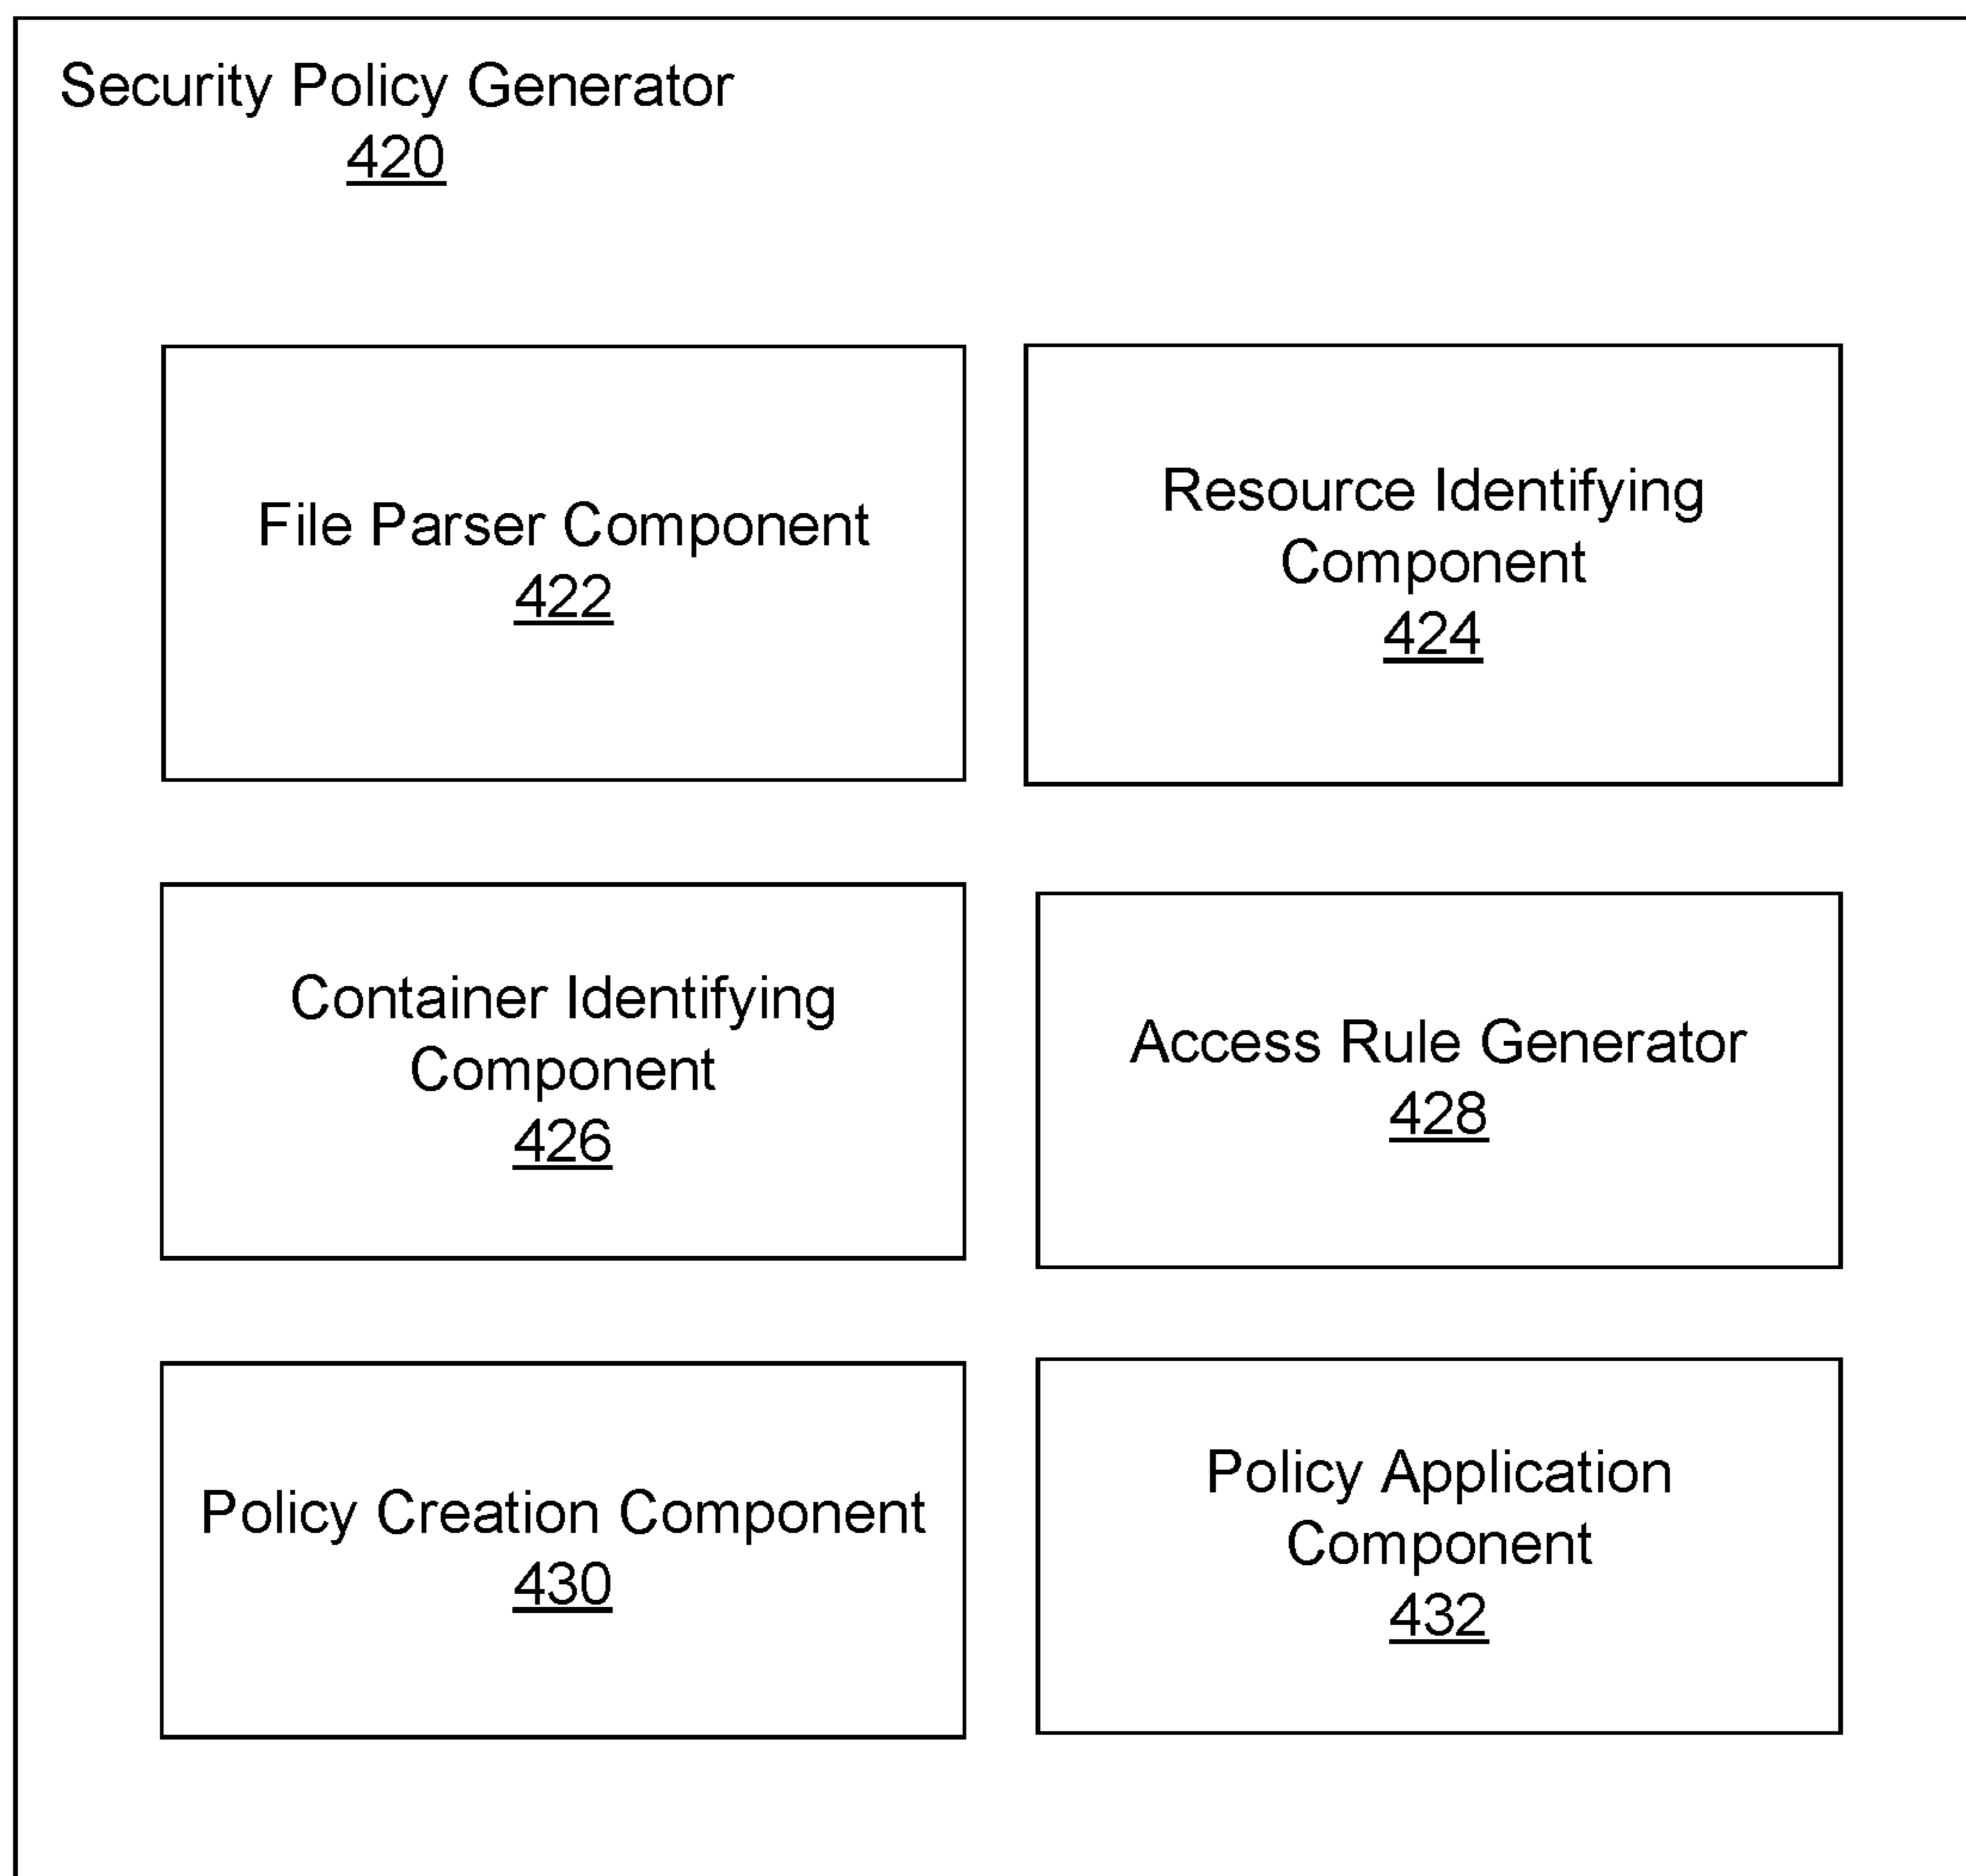 Security Policy Generator
420
File Parser Component
422
Resource Identifying
Component
424
Container Identifying
Component
426
Access Rule Generator
428
Policy Creation Component
430
Policy Application
Component
432